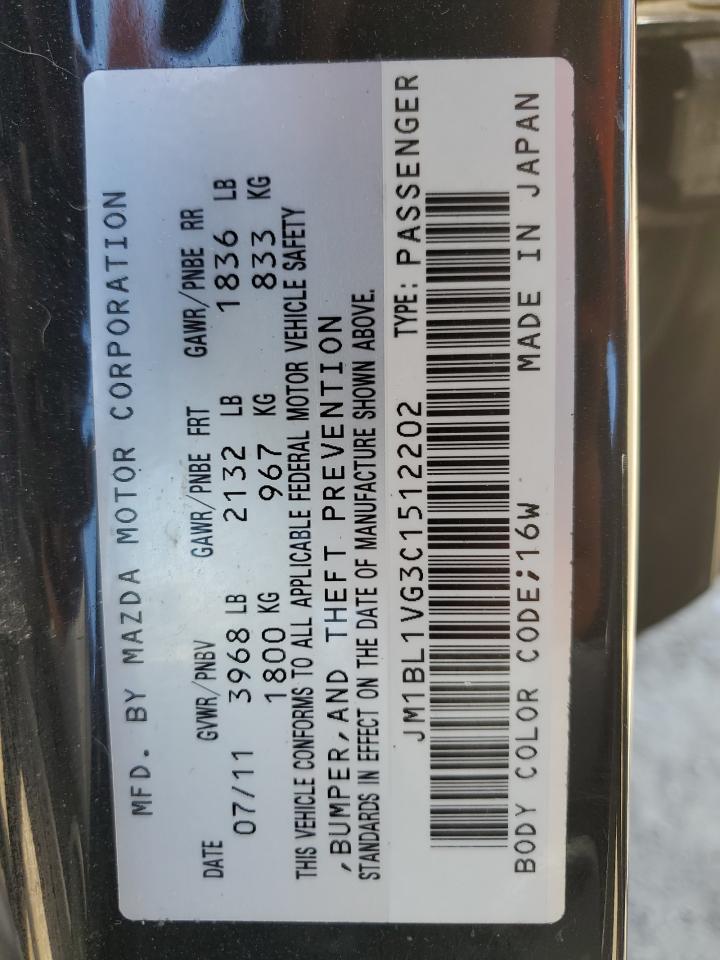 MFD. BY MAZDA MOTOR CORPORATION
DATE GVWR/PNBV GAWR/PNBE FRT GAWR/PNBE RR
07/11 3968 LB 2132 LB 1836 LB
1800 KG 967 KG 833 KG
THIS VEHICLE CONFORMS TO ALL APPLICABLE FEDERAL MOTOR VEHICLE SAFETY
,BUMPER,AND THEFT PREVENTION
STANDARDS IN EFFECT ON THE DATE OF MANUFACTURE SHOWN ABOVE.
JM1BL1VG3C1512202 TYPE: PASSENGER
BODY COLOR CODE;16W MADE IN JAPAN